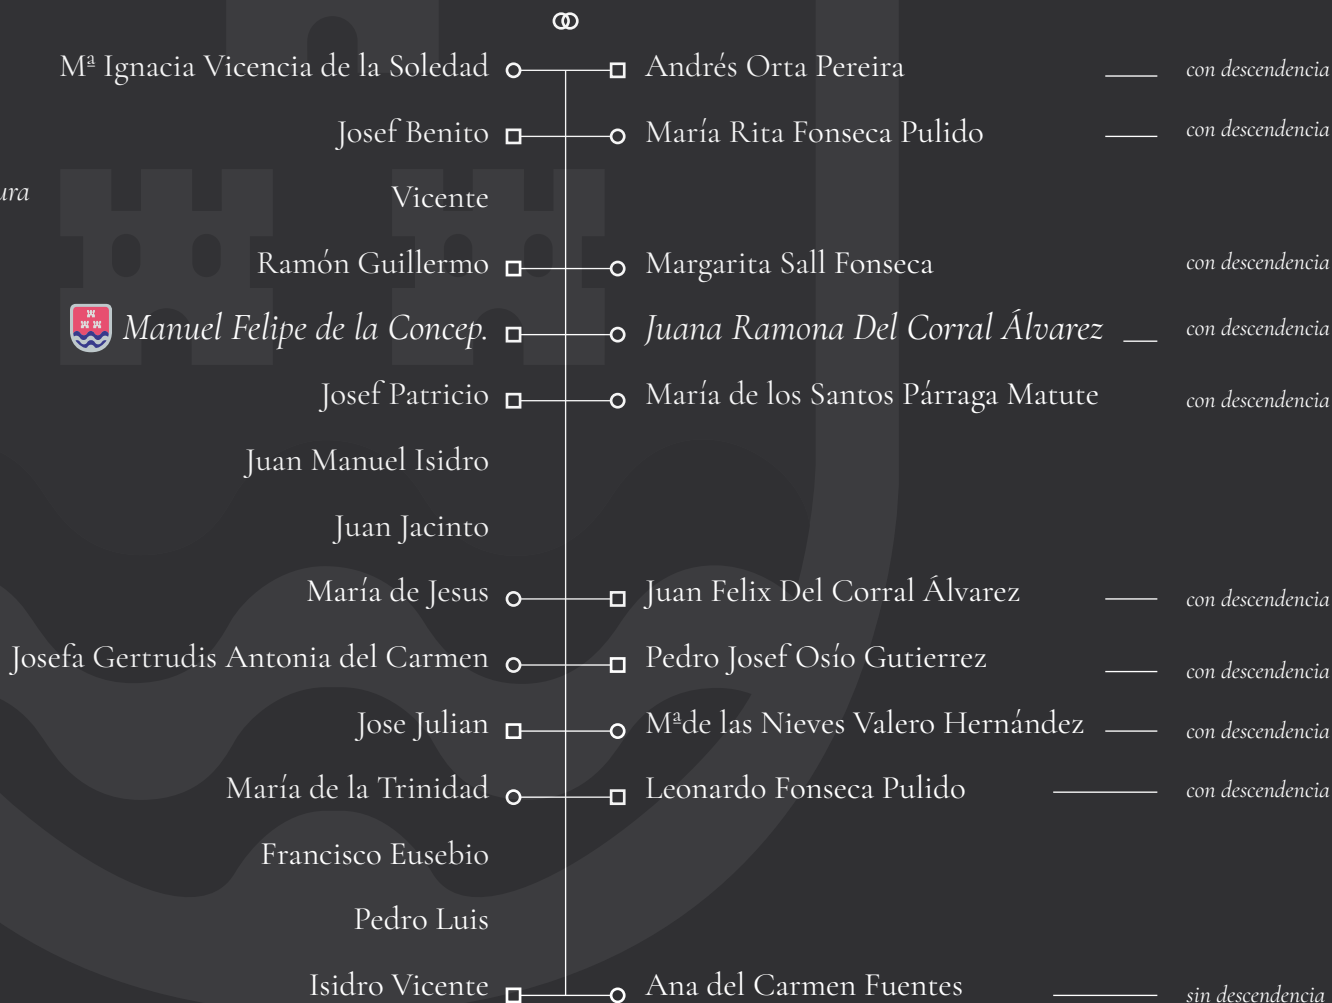 Mª Ignacia Vicencia de la Soledad Andrés Orta Pereira con descendencia
Josef Benito María Rita Fonseca Pulido con descendencia
ura Vicente
Ramón Guillermo Margarita Sall Fonseca con descendencia
Manuel Felipe de la Concep. Juana Ramona Del Corral Álvarez con descendencia
Josef Patricio María de los Santos Párraga Matute con descendencia
Juan Manuel Isidro
Juan Jacinto
María de Jesus Juan Felix Del Corral Álvarez con descendencia
Josefa Gertrudis Antonia del Carmen Pedro Josef Osío Gutierrez con descendencia
Jose Julian Mªde las Nieves Valero Hernández con descendencia
María de la Trinidad Leonardo Fonseca Pulido con descendencia
Francisco Eusebio
Pedro Luis
Isidro Vicente Ana del Carmen Fuentes sin descendencia